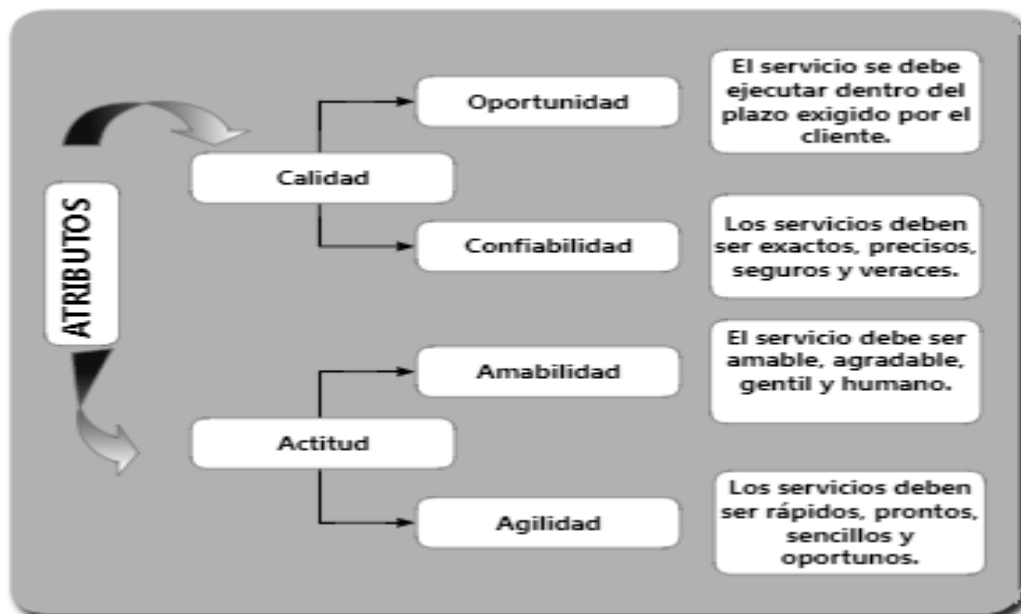 ATRIBUTOS
Calidad
Oportunidad
El servicio se debe
ejecutar dentro del
plazo exigido por el
cliente.
Confiabilidad
Los servicios deben
ser exactos, precisos,
seguros y veraces.
Actitud
Amabilidad
El servicio debe ser
amable, agradable,
gentil y humano.
Agilidad
Los servicios deben
ser rápidos, prontos,
sencillos y
oportunos.